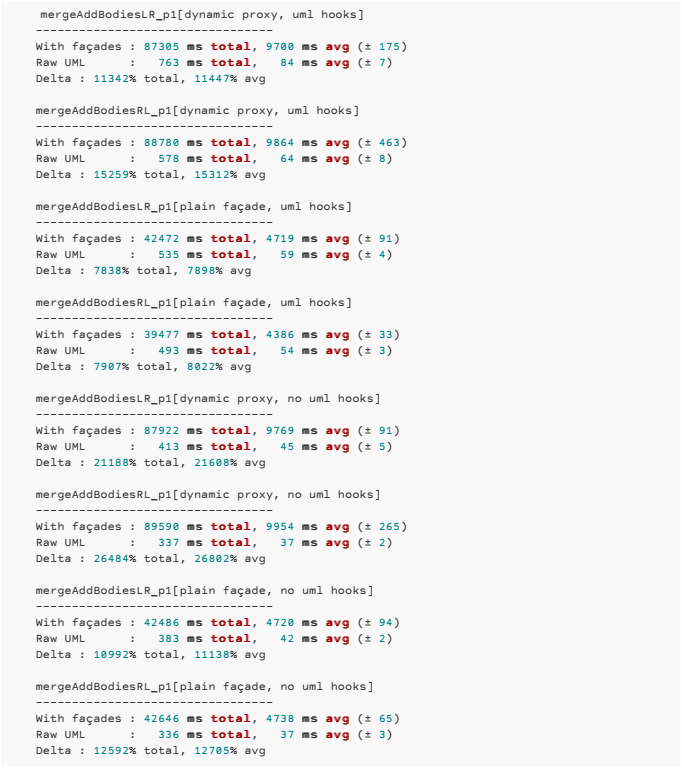 mergeAddBodiesLR_p1[dynamic proxy, uml hooks]
---------------------------------
With façades : 87305 ms total, 9700 ms avg (± 175)
Raw UML      :   763 ms total,   84 ms avg (± 7)
Delta : 11342% total, 11447% avg

mergeAddBodiesRL_p1[dynamic proxy, uml hooks]
---------------------------------
With façades : 88780 ms total, 9864 ms avg (± 463)
Raw UML      :   578 ms total,   64 ms avg (± 8)
Delta : 15259% total, 15312% avg

mergeAddBodiesLR_p1[plain façade, uml hooks]
---------------------------------
With façades : 42472 ms total, 4719 ms avg (± 91)
Raw UML      :   535 ms total,   59 ms avg (± 4)
Delta : 7838% total, 7898% avg

mergeAddBodiesRL_p1[plain façade, uml hooks]
---------------------------------
With façades : 39477 ms total, 4386 ms avg (± 33)
Raw UML      :   493 ms total,   54 ms avg (± 3)
Delta : 7907% total, 8022% avg

mergeAddBodiesRL_p1[dynamic proxy, no uml hooks]
---------------------------------
With façades : 87922 ms total, 9769 ms avg (± 91)
Raw UML      :   413 ms total,   45 ms avg (± 5)
Delta : 21188% total, 21608% avg

mergeAddBodiesRL_p1[dynamic proxy, no uml hooks]
---------------------------------
With façades : 89590 ms total, 9954 ms avg (± 265)
Raw UML      :   337 ms total,   37 ms avg (± 2)
Delta : 26484% total, 26802% avg

mergeAddBodiesLR_p1[plain façade, no uml hooks]
---------------------------------
With façades : 42486 ms total, 4720 ms avg (± 94)
Raw UML      :   383 ms total,   42 ms avg (± 2)
Delta : 10992% total, 11138% avg

mergeAddBodiesRL_p1[plain façade, no uml hooks]
---------------------------------
With façades : 42646 ms total, 4738 ms avg (± 65)
Raw UML      :   336 ms total,   37 ms avg (± 3)
Delta : 12592% total, 12705% avg